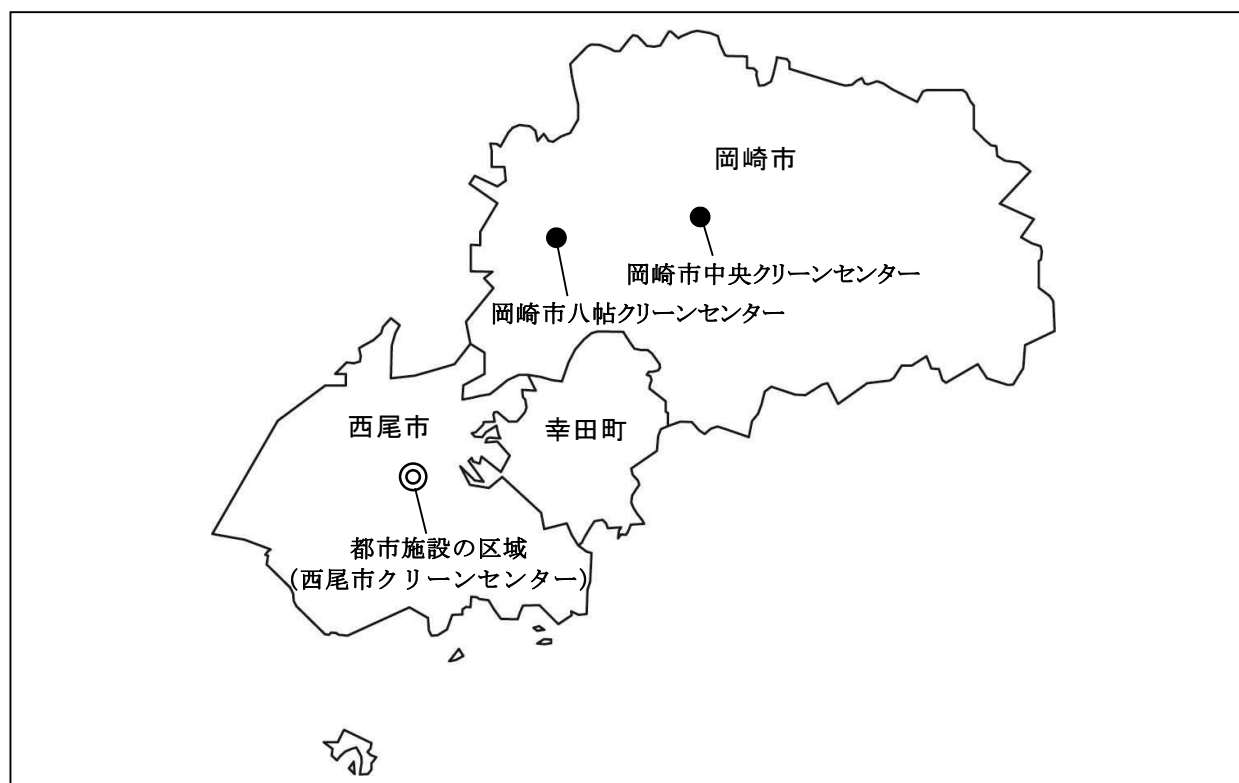 岡崎市
岡崎市中央クリーンセンター
岡崎市八帖クリーンセンター
西尾市
幸田町
都市施設の区域
(西尾市クリーンセンター)